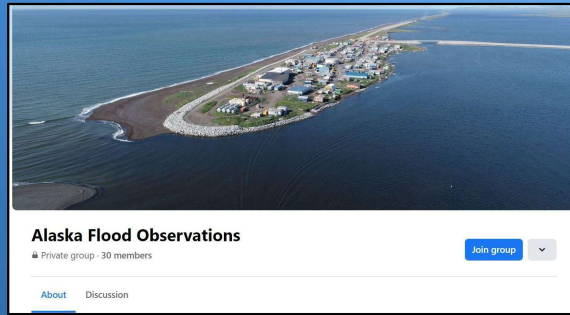 Alaska Flood Observations
Private group · 30 members
Join group
About Discussion